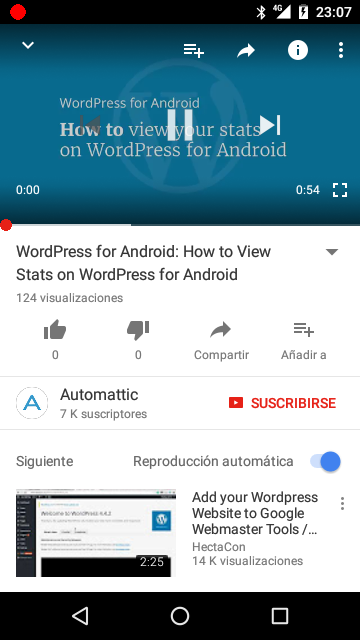 4G
23:07
WordPress for Android
How to view your stats
on WordPress for Android
0:00
0:54
WordPress for Android: How to View
Stats on WordPress for Android
124 visualizaciones
0
0
Compartir
Añadir a
Automattic
7 K suscriptores
SUSCRIBIRSE
Siguiente
Reproducción automática
Welcome to WordPress 4.4.2
2:25
Add your Wordpress
Website to Google
Webmaster Tools /...
HectaCon
14 K visualizaciones